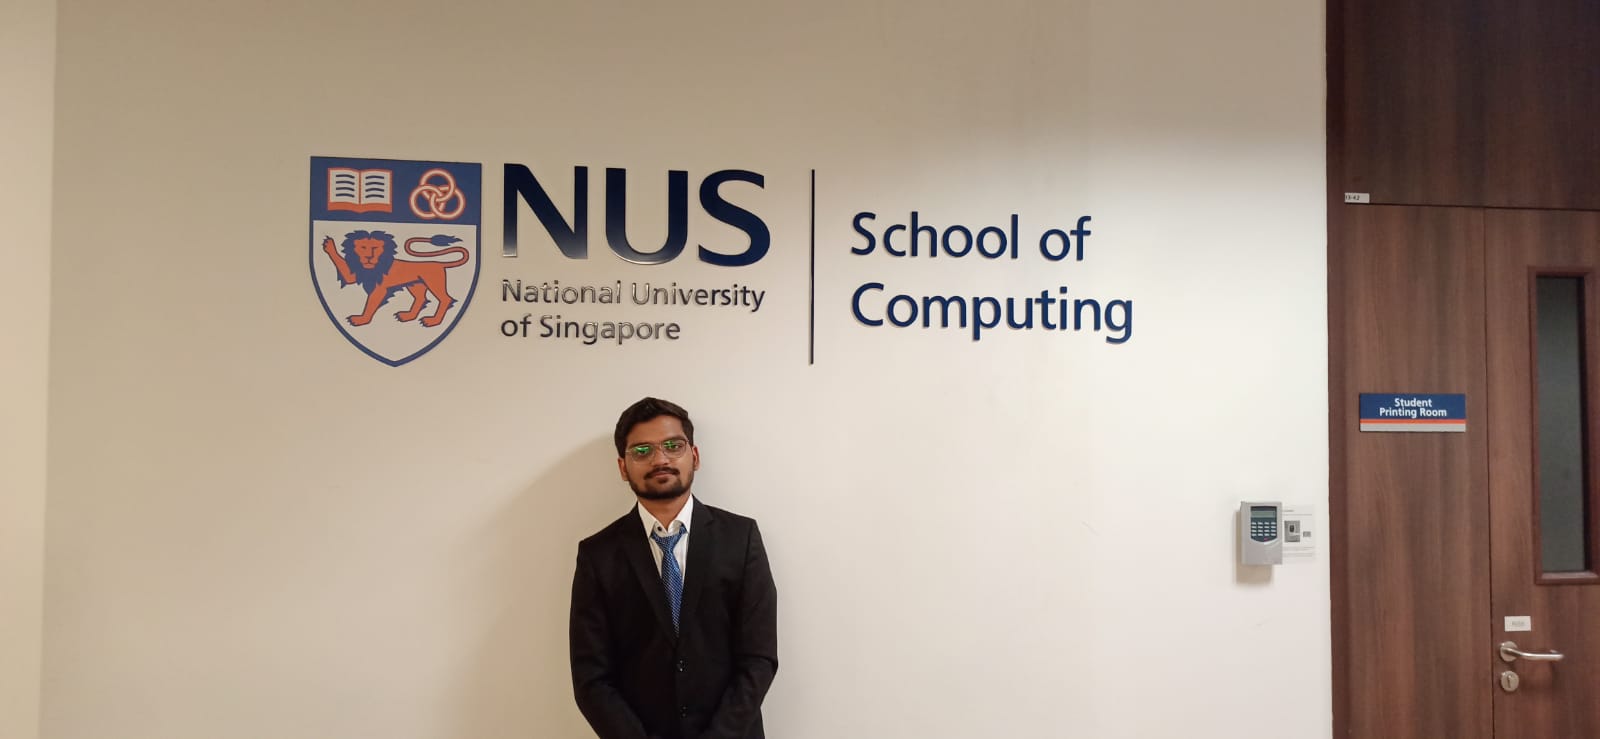 NUS
National University
of Singapore
School of
Computing
Student
Printing Room